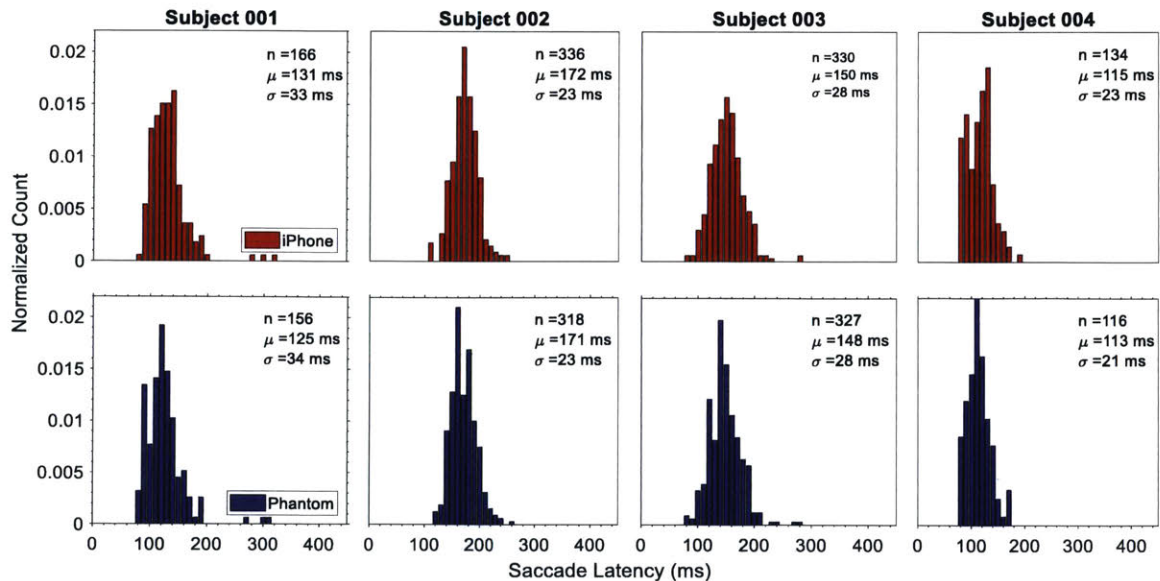 Subject 001
Subject 002
Subject 003
Subject 004
n =166
μ =131 ms
σ =33 ms
n =336
μ =172 ms
σ =23 ms
n =330
μ =150 ms
σ =28 ms
n =134
μ =115 ms
σ =23 ms
0.02
0.015
0.01
0.005
0
iPhone
Normalized Count
n =156
μ =125 ms
σ =34 ms
n =318
μ =171 ms
σ =23 ms
n =327
μ =148 ms
σ =28 ms
n =116
μ =113 ms
σ =21 ms
0.02
0.015
0.01
0.005
0
Phantom
0 100 200 300 400
0 100 200 300 400
0 100 200 300 400
0 100 200 300 400
Saccade Latency (ms)